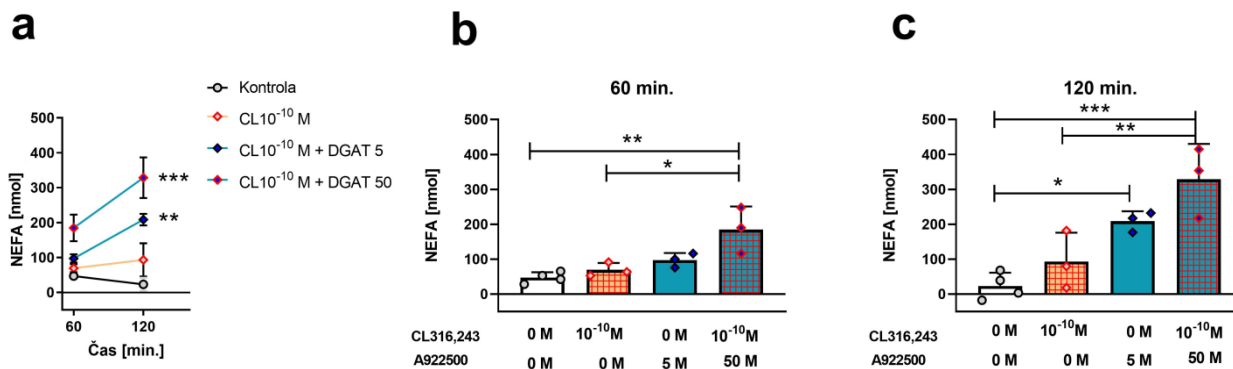 a
Kontrola
CL10⁻¹⁰ M
CL10⁻¹⁰ M + DGAT 5
CL10⁻¹⁰ M + DGAT 50
NEFA [nmol]
500
400
300
200
100
0
***
**
60 120
Čas [min.]
b
60 min.
NEFA [nmol]
500
400
300
200
100
0
**
*
CL316,243 0 M 10⁻¹⁰M 0 M 10⁻¹⁰M
A922500 0 M 0 M 5 M 50 M
c
120 min.
NEFA [nmol]
500
400
300
200
100
0
***
**
*
CL316,243 0 M 10⁻¹⁰M 0 M 10⁻¹⁰M
A922500 0 M 0 M 5 M 50 M